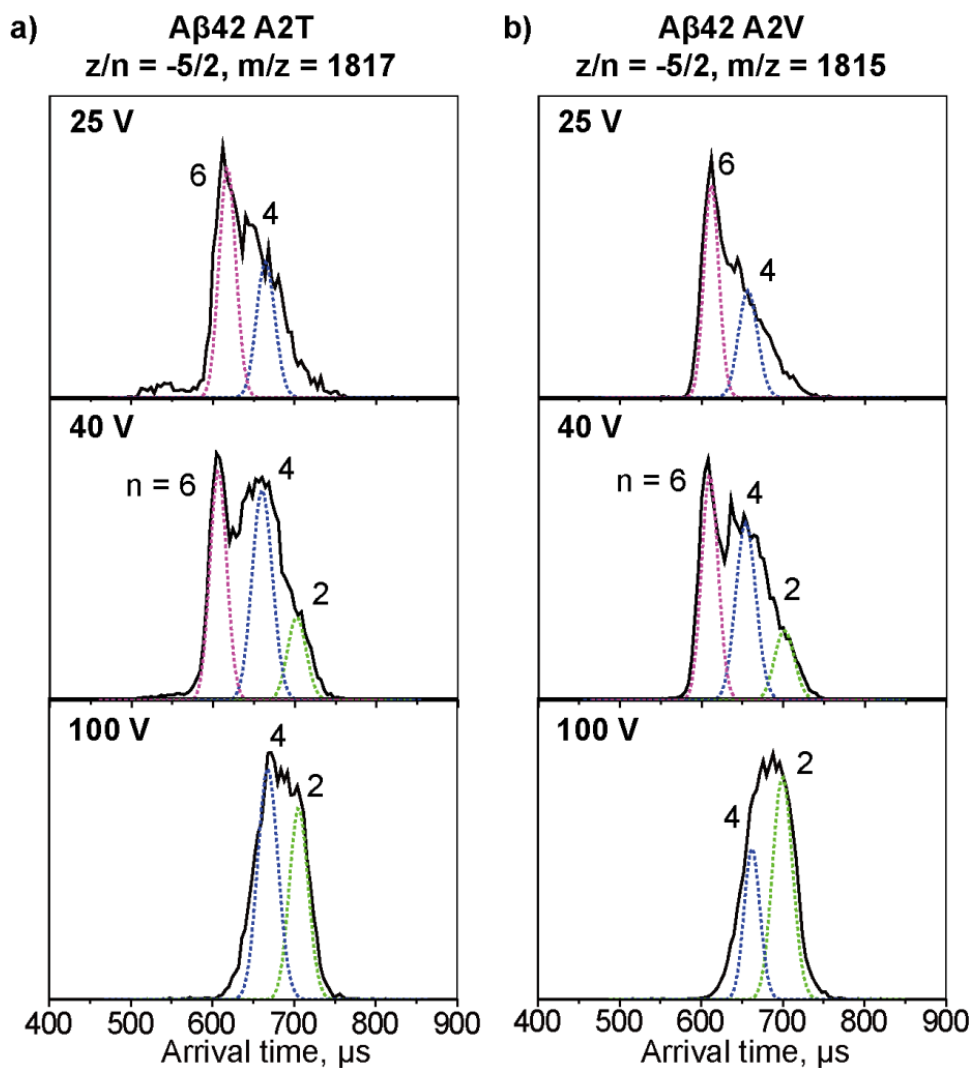 a)
Aβ42 A2T
z/n = -5/2, m/z = 1817
25 V
6
4
40 V
n = 6
4
2
100 V
4
2
400 500 600 700 800 900
Arrival time, µs
b)
Aβ42 A2V
z/n = -5/2, m/z = 1815
25 V
6
4
40 V
n = 6
4
2
100 V
4
2
400 500 600 700 800 900
Arrival time, µs